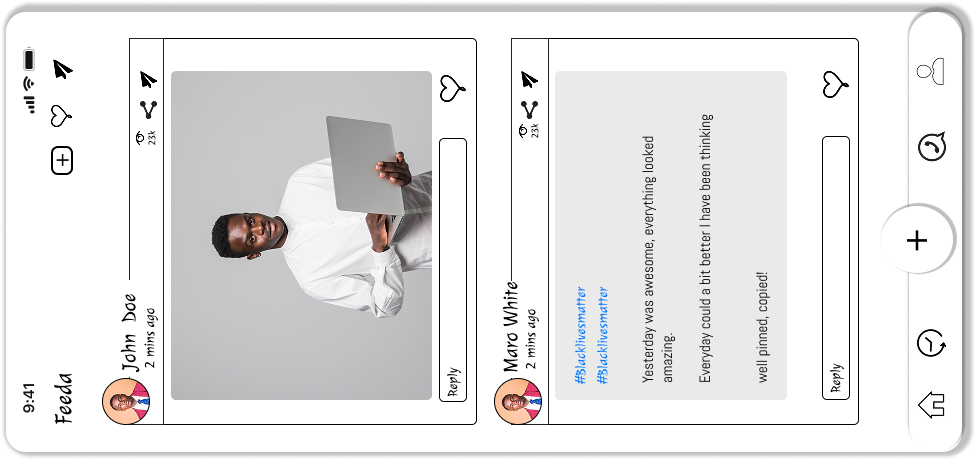 9:41
Feeda
John Doe
2 mins ago
23k
Reply
Maro White
2 mins ago
23k
#Blacklivesmatter
#Blacklivesmatter
Yesterday was awesome, everything looked
amazing.
Everyday could a bit better I have been thinking
well pinned, copied!
Reply